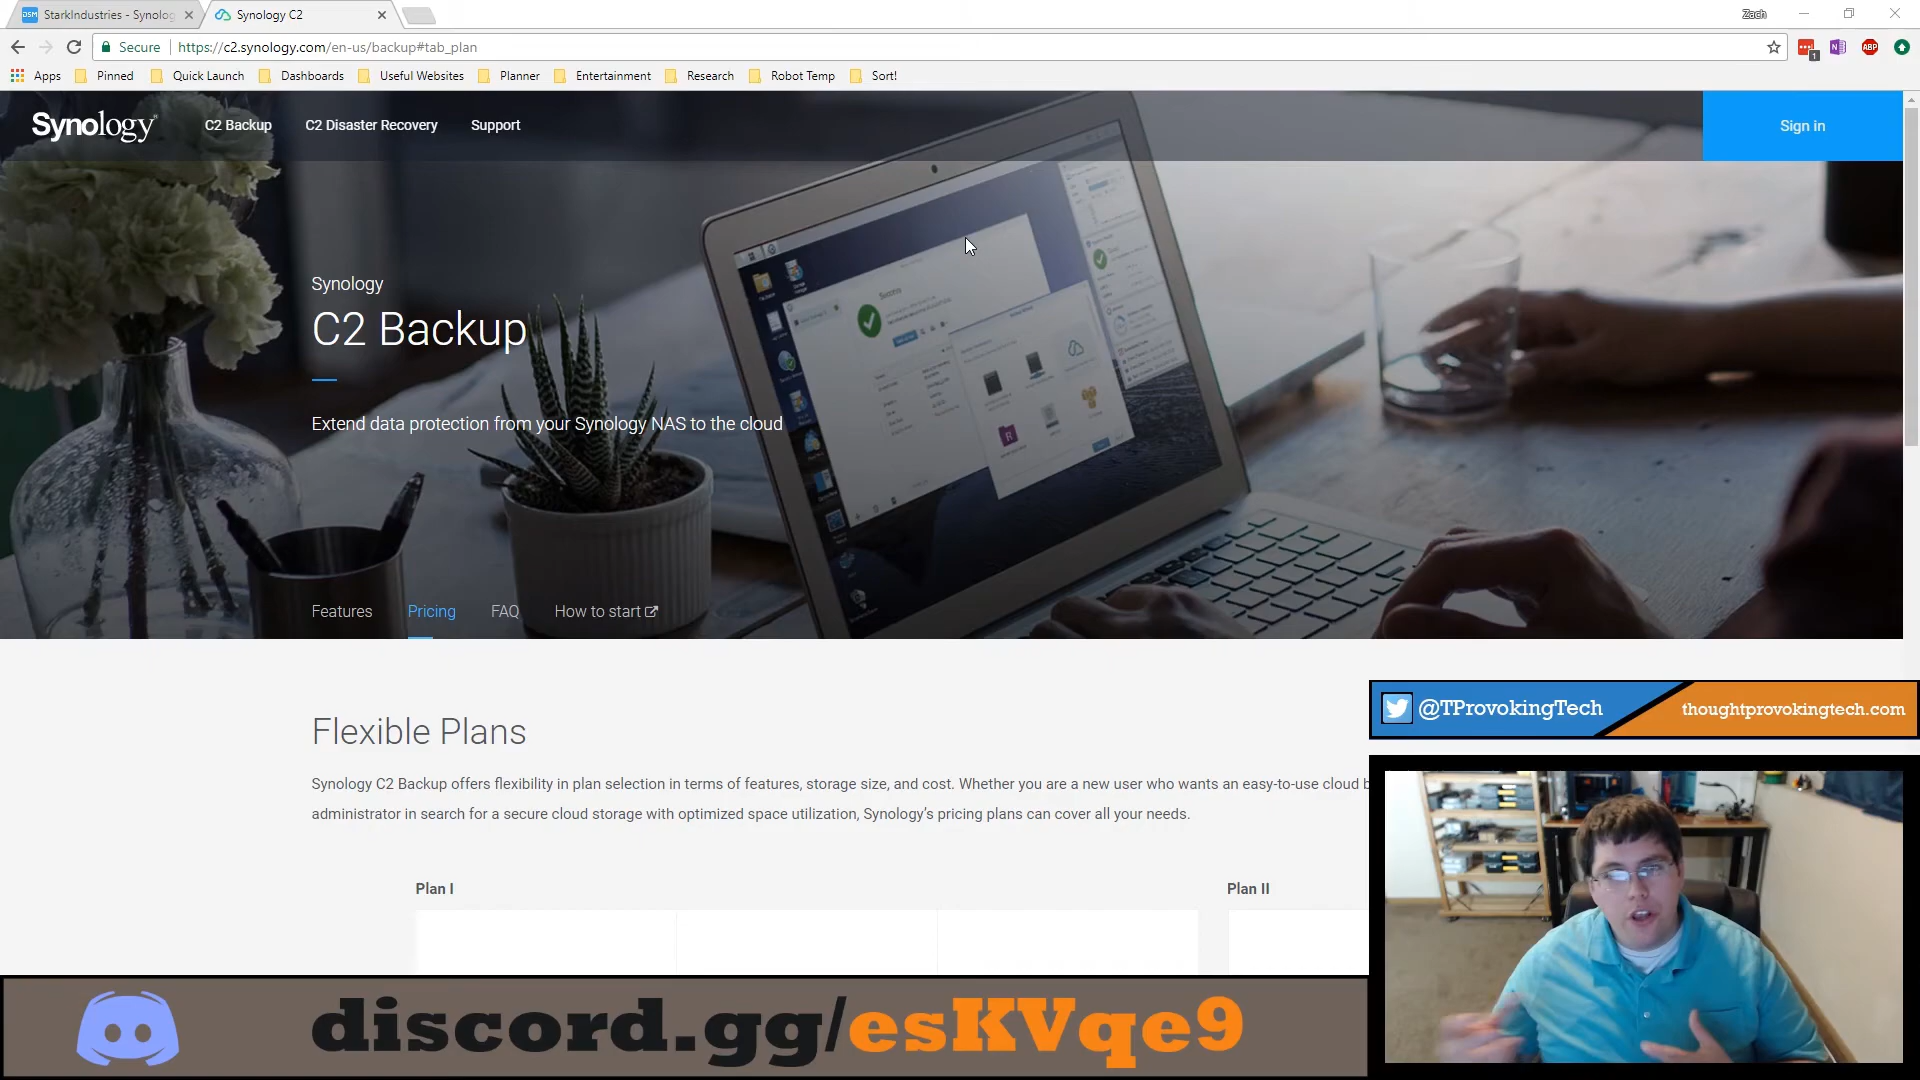 StarkIndustries - Synolog
Synology C2
Zach
Secure
https://c2.synology.com/en-us/backup#tab_plan
1
ABP
Apps
Pinned
Quick Launch
Dashboards
Useful Websites
Planner
Entertainment
Research
Robot Temp
Sort!
Synology
C2 Backup
C2 Disaster Recovery
Support
Sign in
Synology
C2 Backup
Extend data protection from your Synology NAS to the cloud
Features
Pricing
FAQ
How to start
Flexible Plans
Synology C2 Backup offers flexibility in plan selection in terms of features, storage size, and cost. Whether you are a new user who wants an easy-to-use cloud b
administrator in search for a secure cloud storage with optimized space utilization, Synology's pricing plans can cover all your needs.
Plan I
Plan II
@TProvokingTech
thoughtprovokingtech.com
discord.gg/esKVqe9